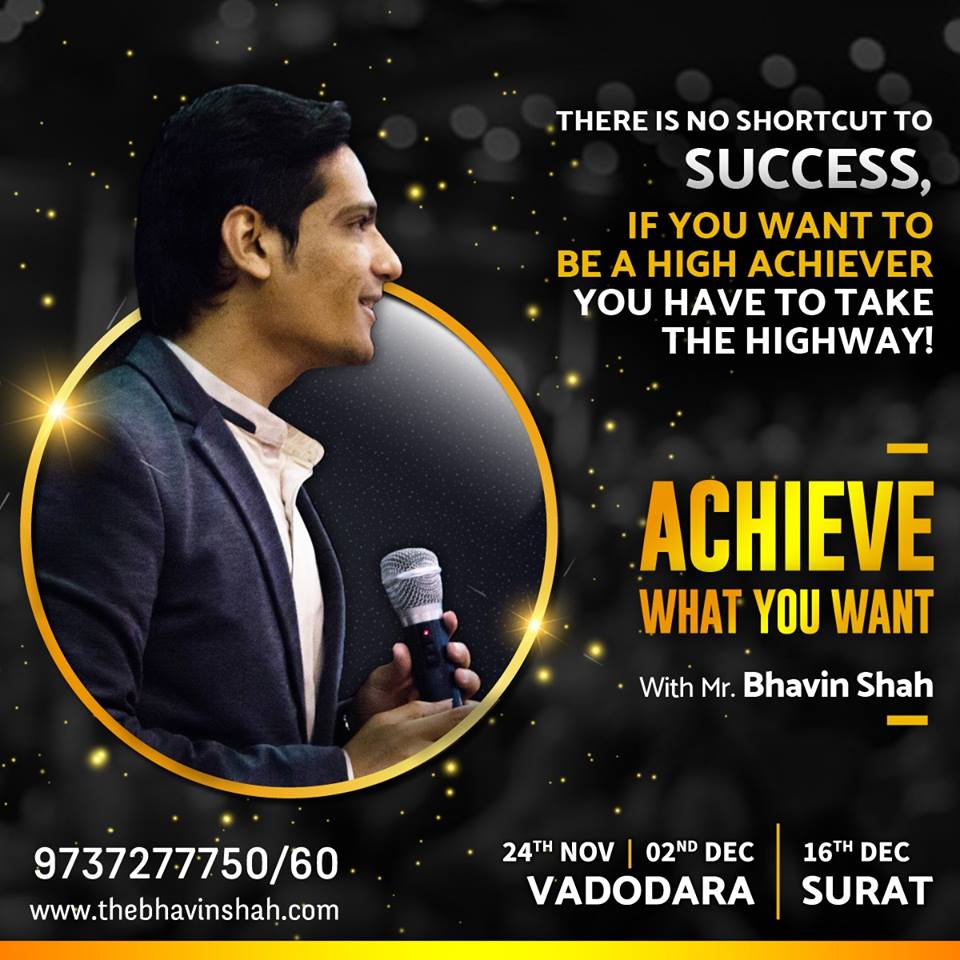 THERE IS NO SHORTCUT TO
SUCCESS,
IF YOU WANT TO
BE A HIGH ACHIEVER
YOU HAVE TO TAKE
THE HIGHWAY!
ACHIEVE
WHAT YOU WANT
With Mr. Bhavin Shah
9737277750/60
www.thebhavinshah.com
24TH NOV | 02ND DEC
VADODARA
16TH DEC
SURAT